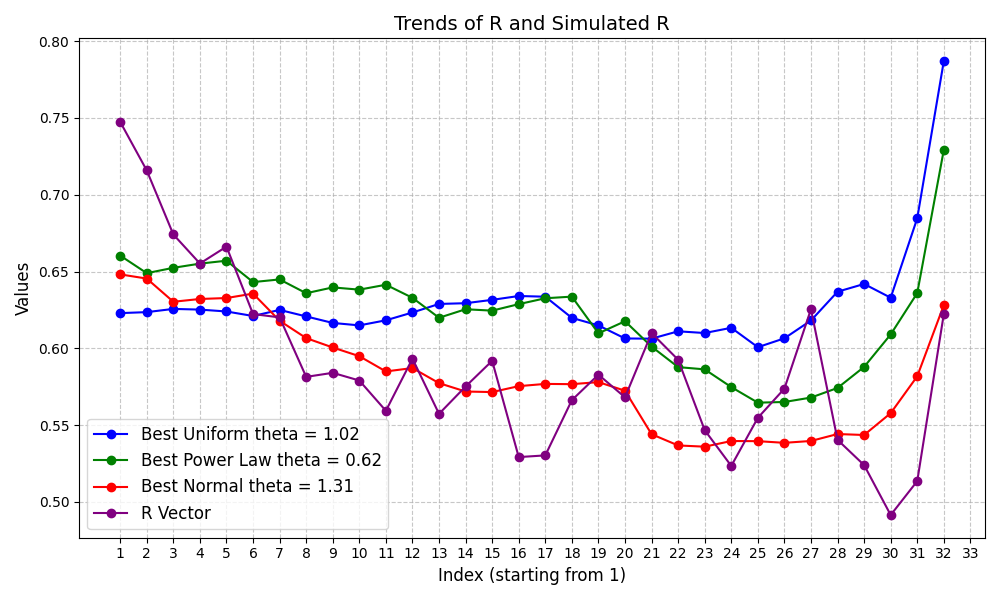 Trends of R and Simulated R
Values
0.80
0.75
0.70
0.65
0.60
0.55
0.50
Best Uniform theta = 1.02
Best Power Law theta = 0.62
Best Normal theta = 1.31
R Vector
1 2 3 4 5 6 7 8 9 10 11 12 13 14 15 16 17 18 19 20 21 22 23 24 25 26 27 28 29 30 31 32 33
Index (starting from 1)